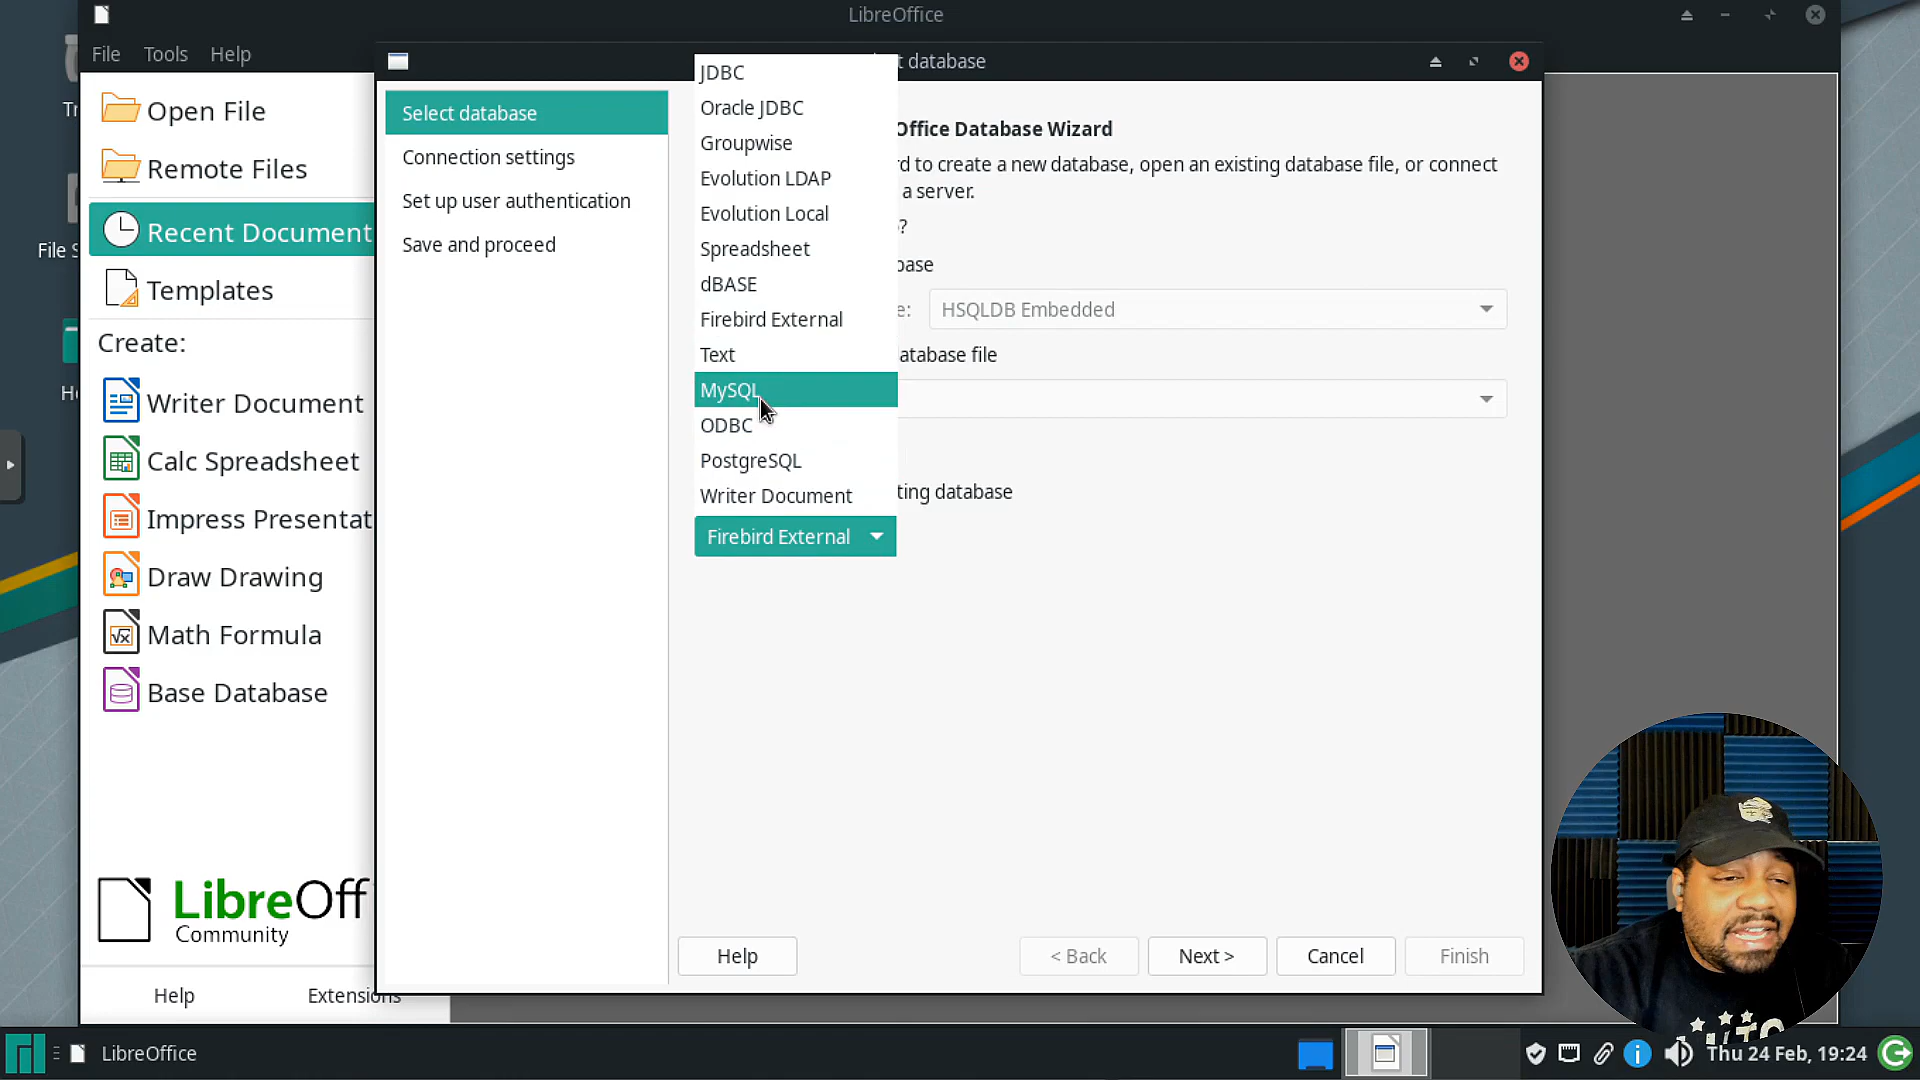 LibreOffice
File Tools Help
Tr
File S
H
Open File
Remote Files
Recent Document
Templates
Create:
Writer Document
Calc Spreadsheet
Impress Presentat
Draw Drawing
Math Formula
Base Database
LibreOff
Community
Help Extensions
t database
Select database
Connection settings
Set up user authentication
Save and proceed
JDBC
Oracle JDBC
Groupwise
Evolution LDAP
Evolution Local
Spreadsheet
dBASE
Firebird External
Text
MySQL
ODBC
PostgreSQL
Writer Document
Firebird External
Office Database Wizard
rd to create a new database, open an existing database file, or connect
a server.
?
base
e: HSQLDB Embedded
atabase file
ting database
Help < Back Next > Cancel Finish
LibreOffice
Thu 24 Feb, 19:24